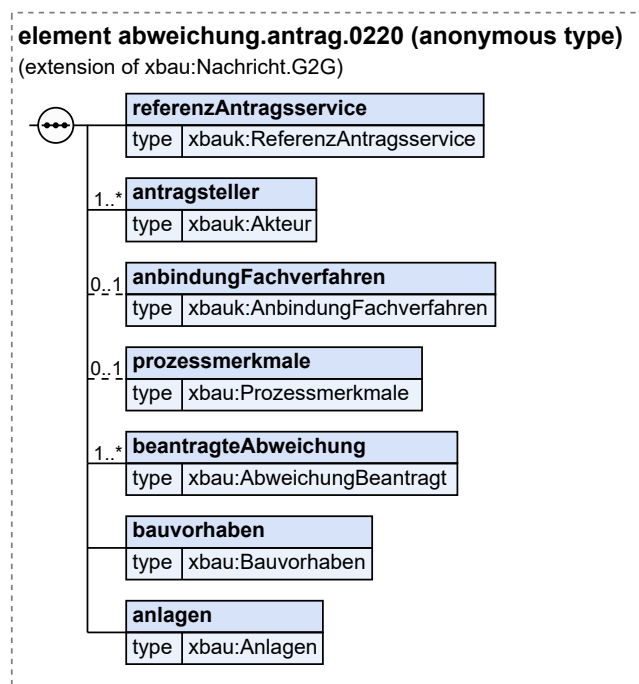 element abweichung.antrag.0220 (anonymous type)
(extension of xbau:Nachricht.G2G)
referenzAntragsservice
type xbauk:ReferenzAntragsservice
1..* antragsteller
type xbauk:Akteur
0..1 anbindungFachverfahren
type xbauk:AnbindungFachverfahren
0..1 prozessmerkmale
type xbau:Prozessmerkmale
1..* beantragteAbweichung
type xbau:AbweichungBeantragt
bauvorhaben
type xbau:Bauvorhaben
anlagen
type xbau:Anlagen